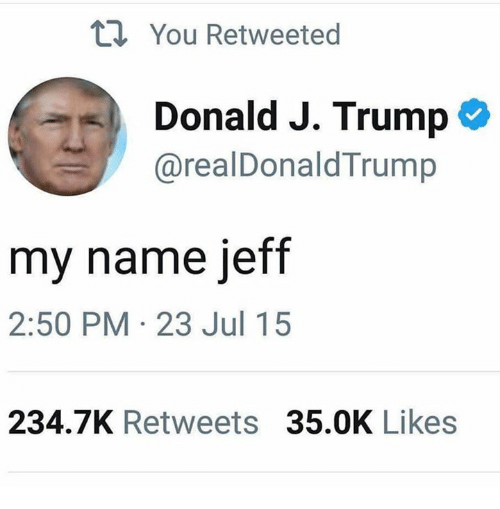 You Retweeted
Donald J. Trump
@realDonaldTrump
my name jeff
2:50 PM · 23 Jul 15
234.7K Retweets 35.0K Likes